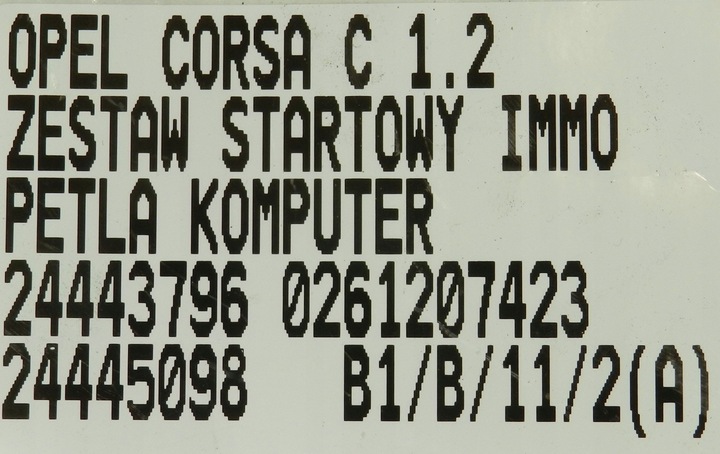 OPEL CORSA C 1.2
ZESTAW STARTOWY IMMO
PETLA KOMPUTER
24443796 0261207423
24445098 B1/B/11/2(A)